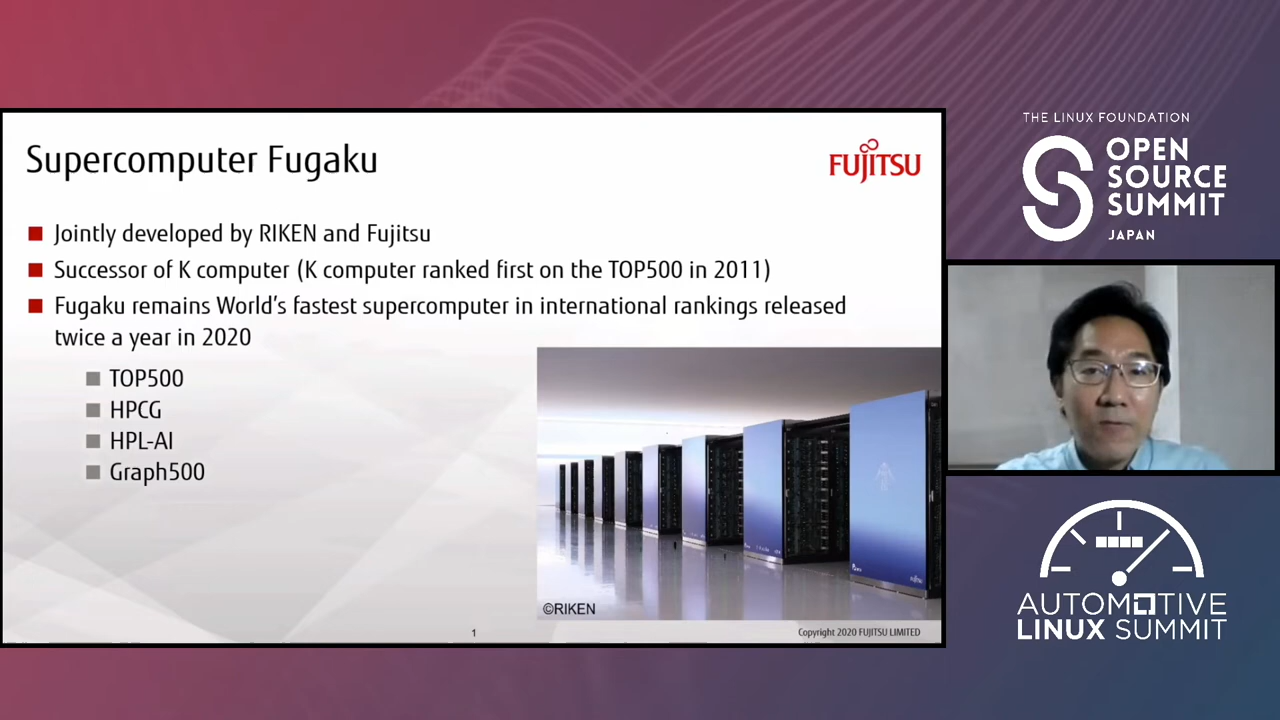 Supercomputer Fugaku
FUJITSU
Jointly developed by RIKEN and Fujitsu
Successor of K computer (K computer ranked first on the TOP500 in 2011)
Fugaku remains World's fastest supercomputer in international rankings released
twice a year in 2020
TOP500
HPCG
HPL-AI
Graph500
©RIKEN
1
Copyright 2020 FUJITSU LIMITED
THE LINUX FOUNDATION
OPEN
SOURCE
SUMMIT
JAPAN
AUTOMOTIVE
LINUX SUMMIT